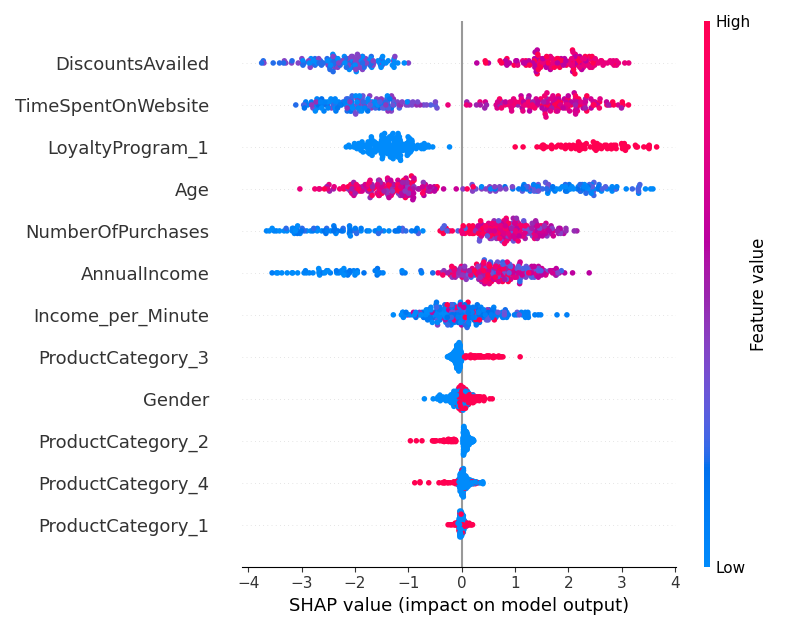 High
DiscountsAvailed
TimeSpentOnWebsite
LoyaltyProgram_1
Age
NumberOfPurchases
AnnualIncome
Income_per_Minute
ProductCategory_3
Gender
ProductCategory_2
ProductCategory_4
ProductCategory_1
Feature value
Low
−4 −3 −2 −1 0 1 2 3 4
SHAP value (impact on model output)